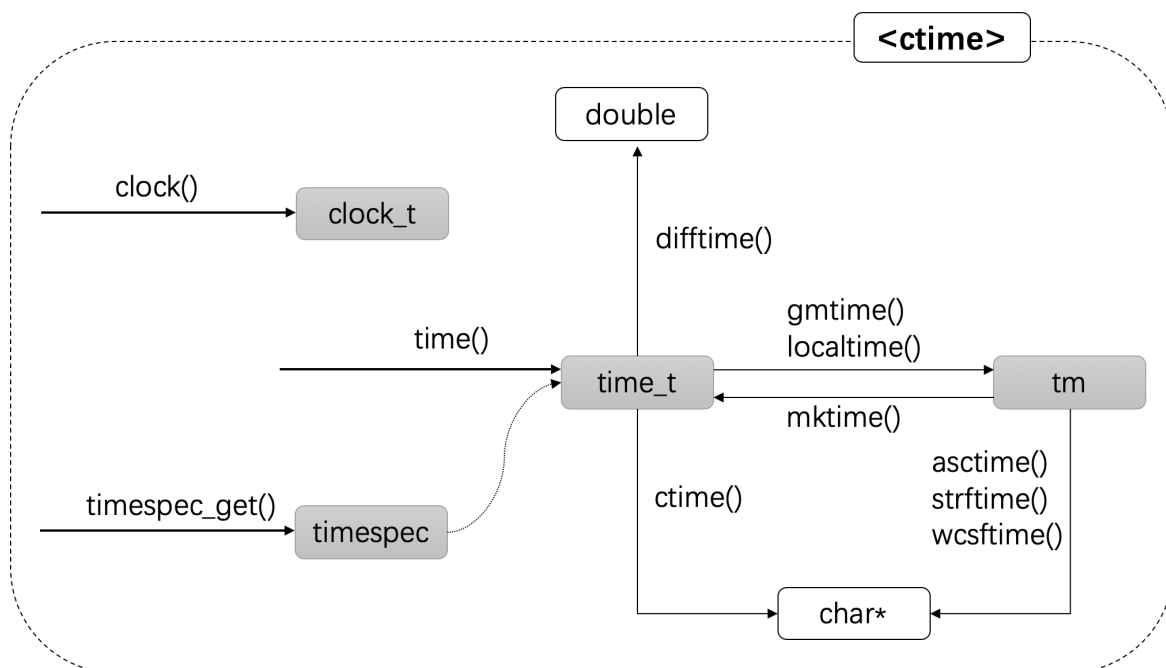 <ctime>
double
clock()
clock_t
difftime()
gmtime()
localtime()
time()
time_t
tm
mktime()
asctime()
strftime()
wcsftime()
ctime()
timespec_get()
timespec
char*